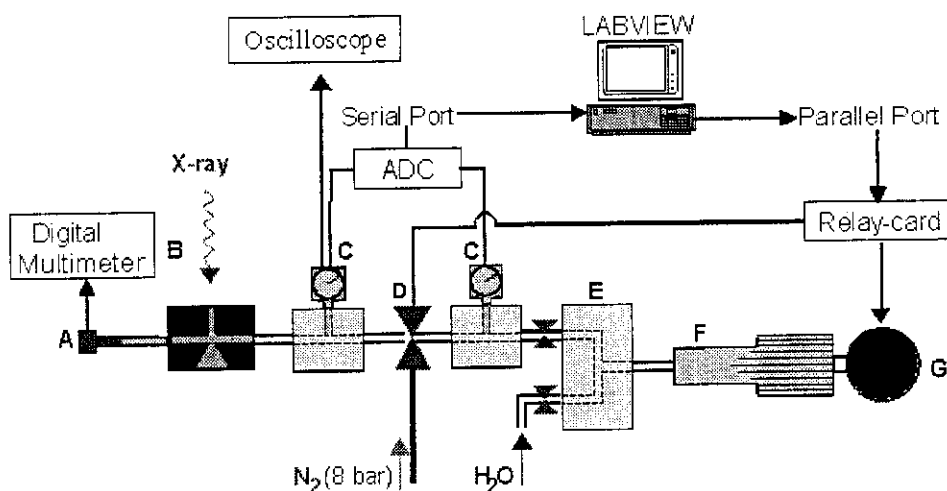 LABVIEW
Oscilloscope
Serial Port
Parallel Port
ADC
X-ray
Relay-card
Digital
Multimeter
B
C
C
D
E
F
A
G
N2 (8 bar)
H2O